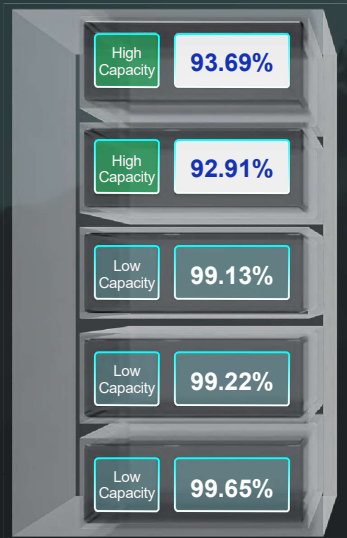 High
Capacity
93.69%
High
Capacity
92.91%
Low
Capacity
99.13%
Low
Capacity
99.22%
Low
Capacity
99.65%